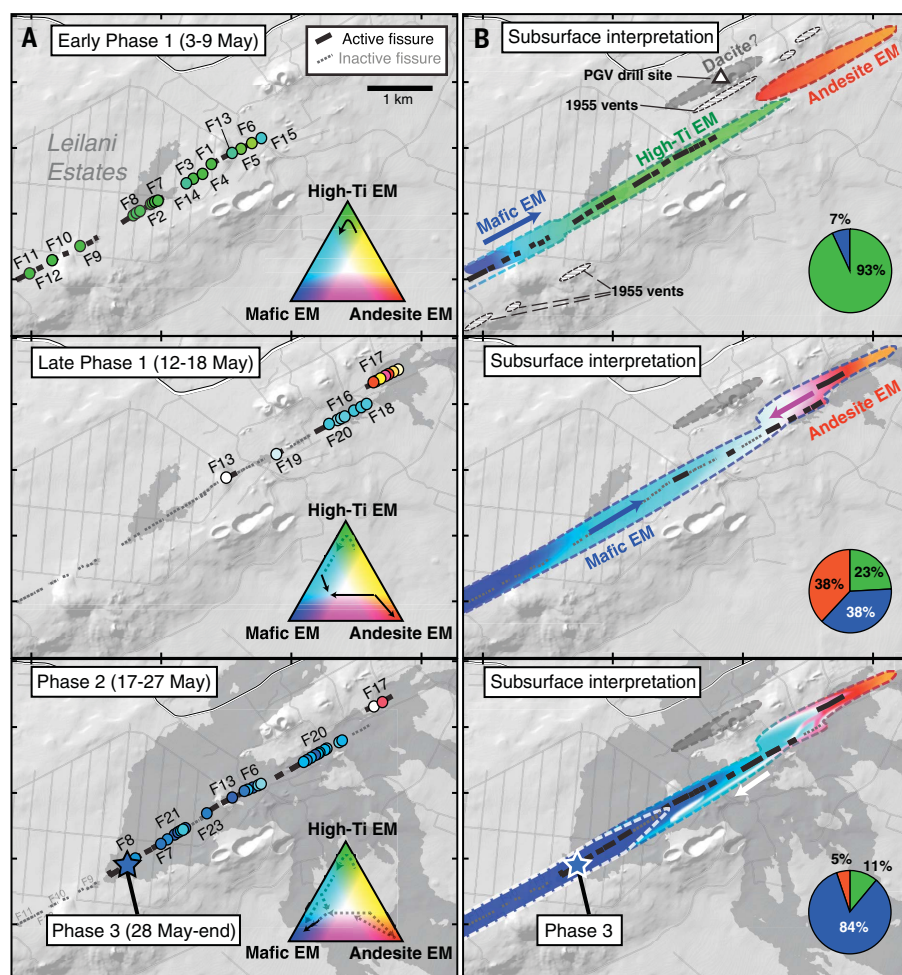 A
Early Phase 1 (3-9 May)
Active fissure
Inactive fissure
1 km
Leilani
Estates
F13
F6
F15
F1
F3
F5
F4
F14
F7
F8
F2
F10
F9
F11
F12
High-Ti EM
Mafic EM
Andesite EM
B
Subsurface interpretation
Dacite?
PGV drill site
1955 vents
Andesite EM
High-Ti EM
Mafic EM
1955 vents
7%
93%
Late Phase 1 (12-18 May)
F17
F16
F18
F20
F19
F13
High-Ti EM
Mafic EM
Andesite EM
Subsurface interpretation
Andesite EM
Mafic EM
38%
23%
38%
Phase 2 (17-27 May)
F17
F20
F13
F6
F21
F23
F8
F7
F9
F10
F11
High-Ti EM
Phase 3 (28 May-end)
Mafic EM
Andesite EM
Subsurface interpretation
Phase 3
5%
11%
84%